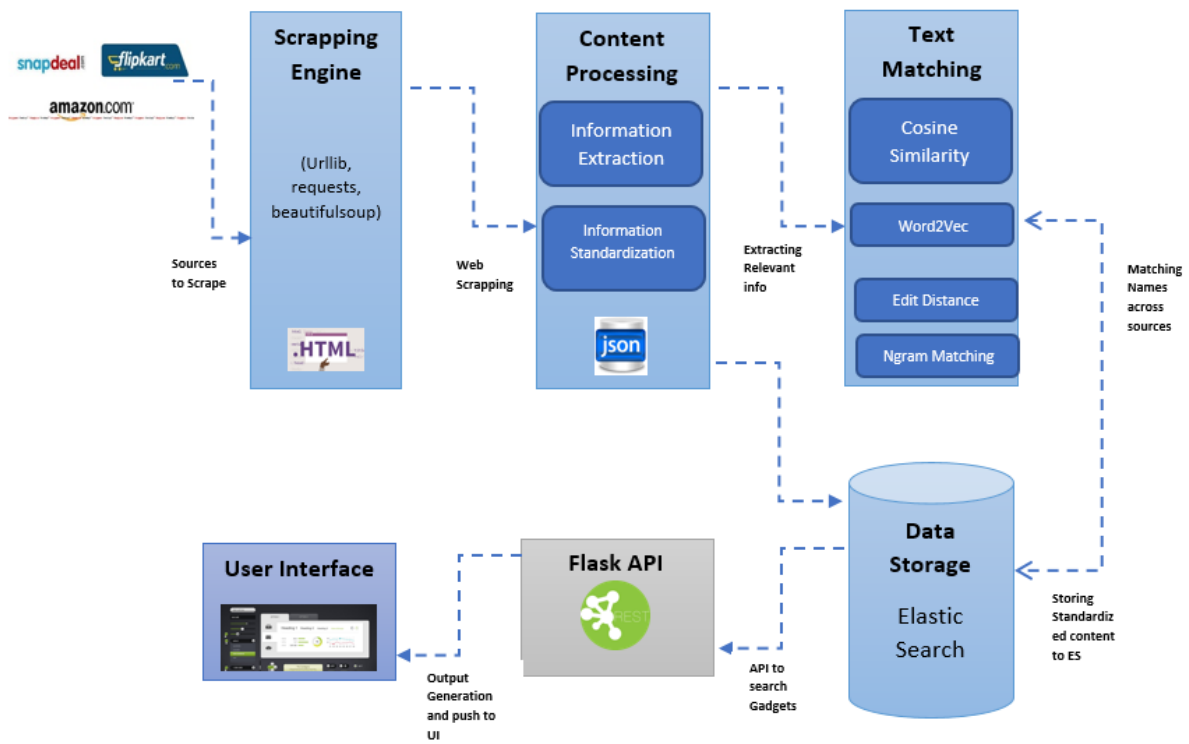 snapdeal
flipkart
.com
amazon.com
Scrapping
Engine
(Urllib,
requests,
beautifulsoup)
.HTML
Sources
to Scrape
Content
Processing
Information
Extraction
Information
Standardization
json
Web
Scrapping
Text
Matching
Cosine
Similarity
Word2Vec
Edit Distance
Ngram Matching
Extracting
Relevant
info
Matching
Names
across
sources
User Interface
Flask API
REST
Data
Storage
Elastic
Search
Output
Generation
and push to
UI
API to
search
Gadgets
Storing
Standardiz
ed content
to ES